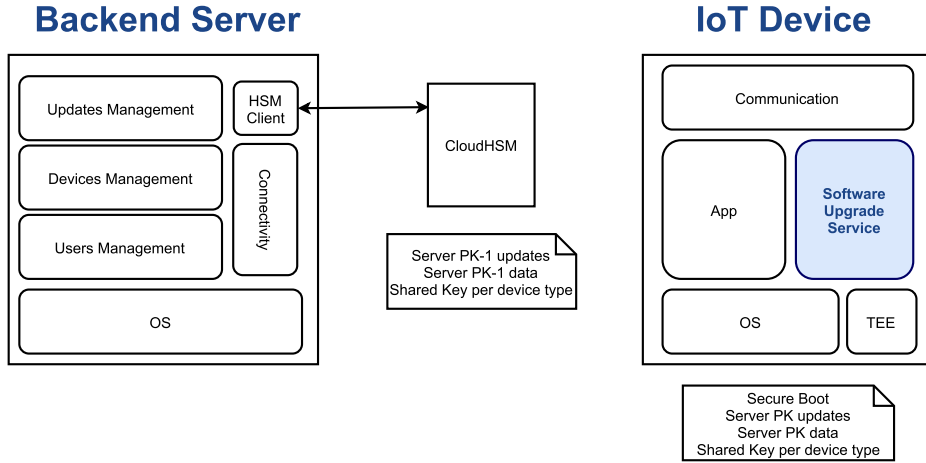 Backend Server
IoT Device
Updates Management
HSM
Client
Devices Management
Connectivity
Users Management
OS
CloudHSM
Server PK-1 updates
Server PK-1 data
Shared Key per device type
Communication
App
Software
Upgrade
Service
OS
TEE
Secure Boot
Server PK updates
Server PK data
Shared Key per device type